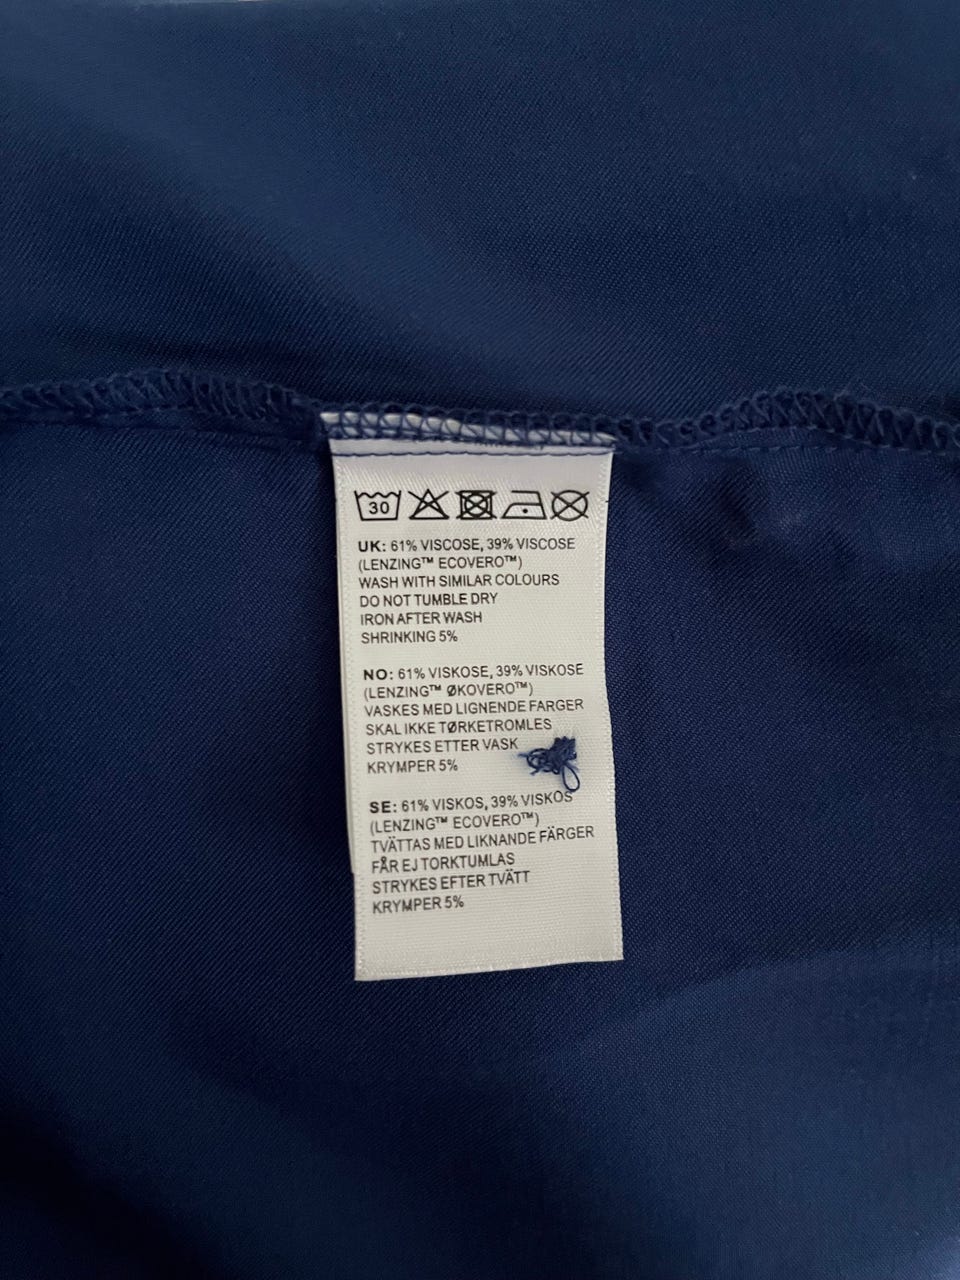 30
UK: 61% VISCOSE, 39% VISCOSE
(LENZING™ ECOVERO™)
WASH WITH SIMILAR COLOURS
DO NOT TUMBLE DRY
IRON AFTER WASH
SHRINKING 5%
NO: 61% VISKOSE, 39% VISKOSE
(LENZING™ ØKOVERO™)
VASKES MED LIGNENDE FARGER
SKAL IKKE TØRKETROMLES
STRYKES ETTER VASK
KRYMPER 5%
SE: 61% VISKOS, 39% VISKOS
(LENZING™ ECOVERO™)
TVÄTTAS MED LIKNANDE FÄRGER
FÅR EJ TORKTUMLAS
STRYKES EFTER TVÄTT
KRYMPER 5%